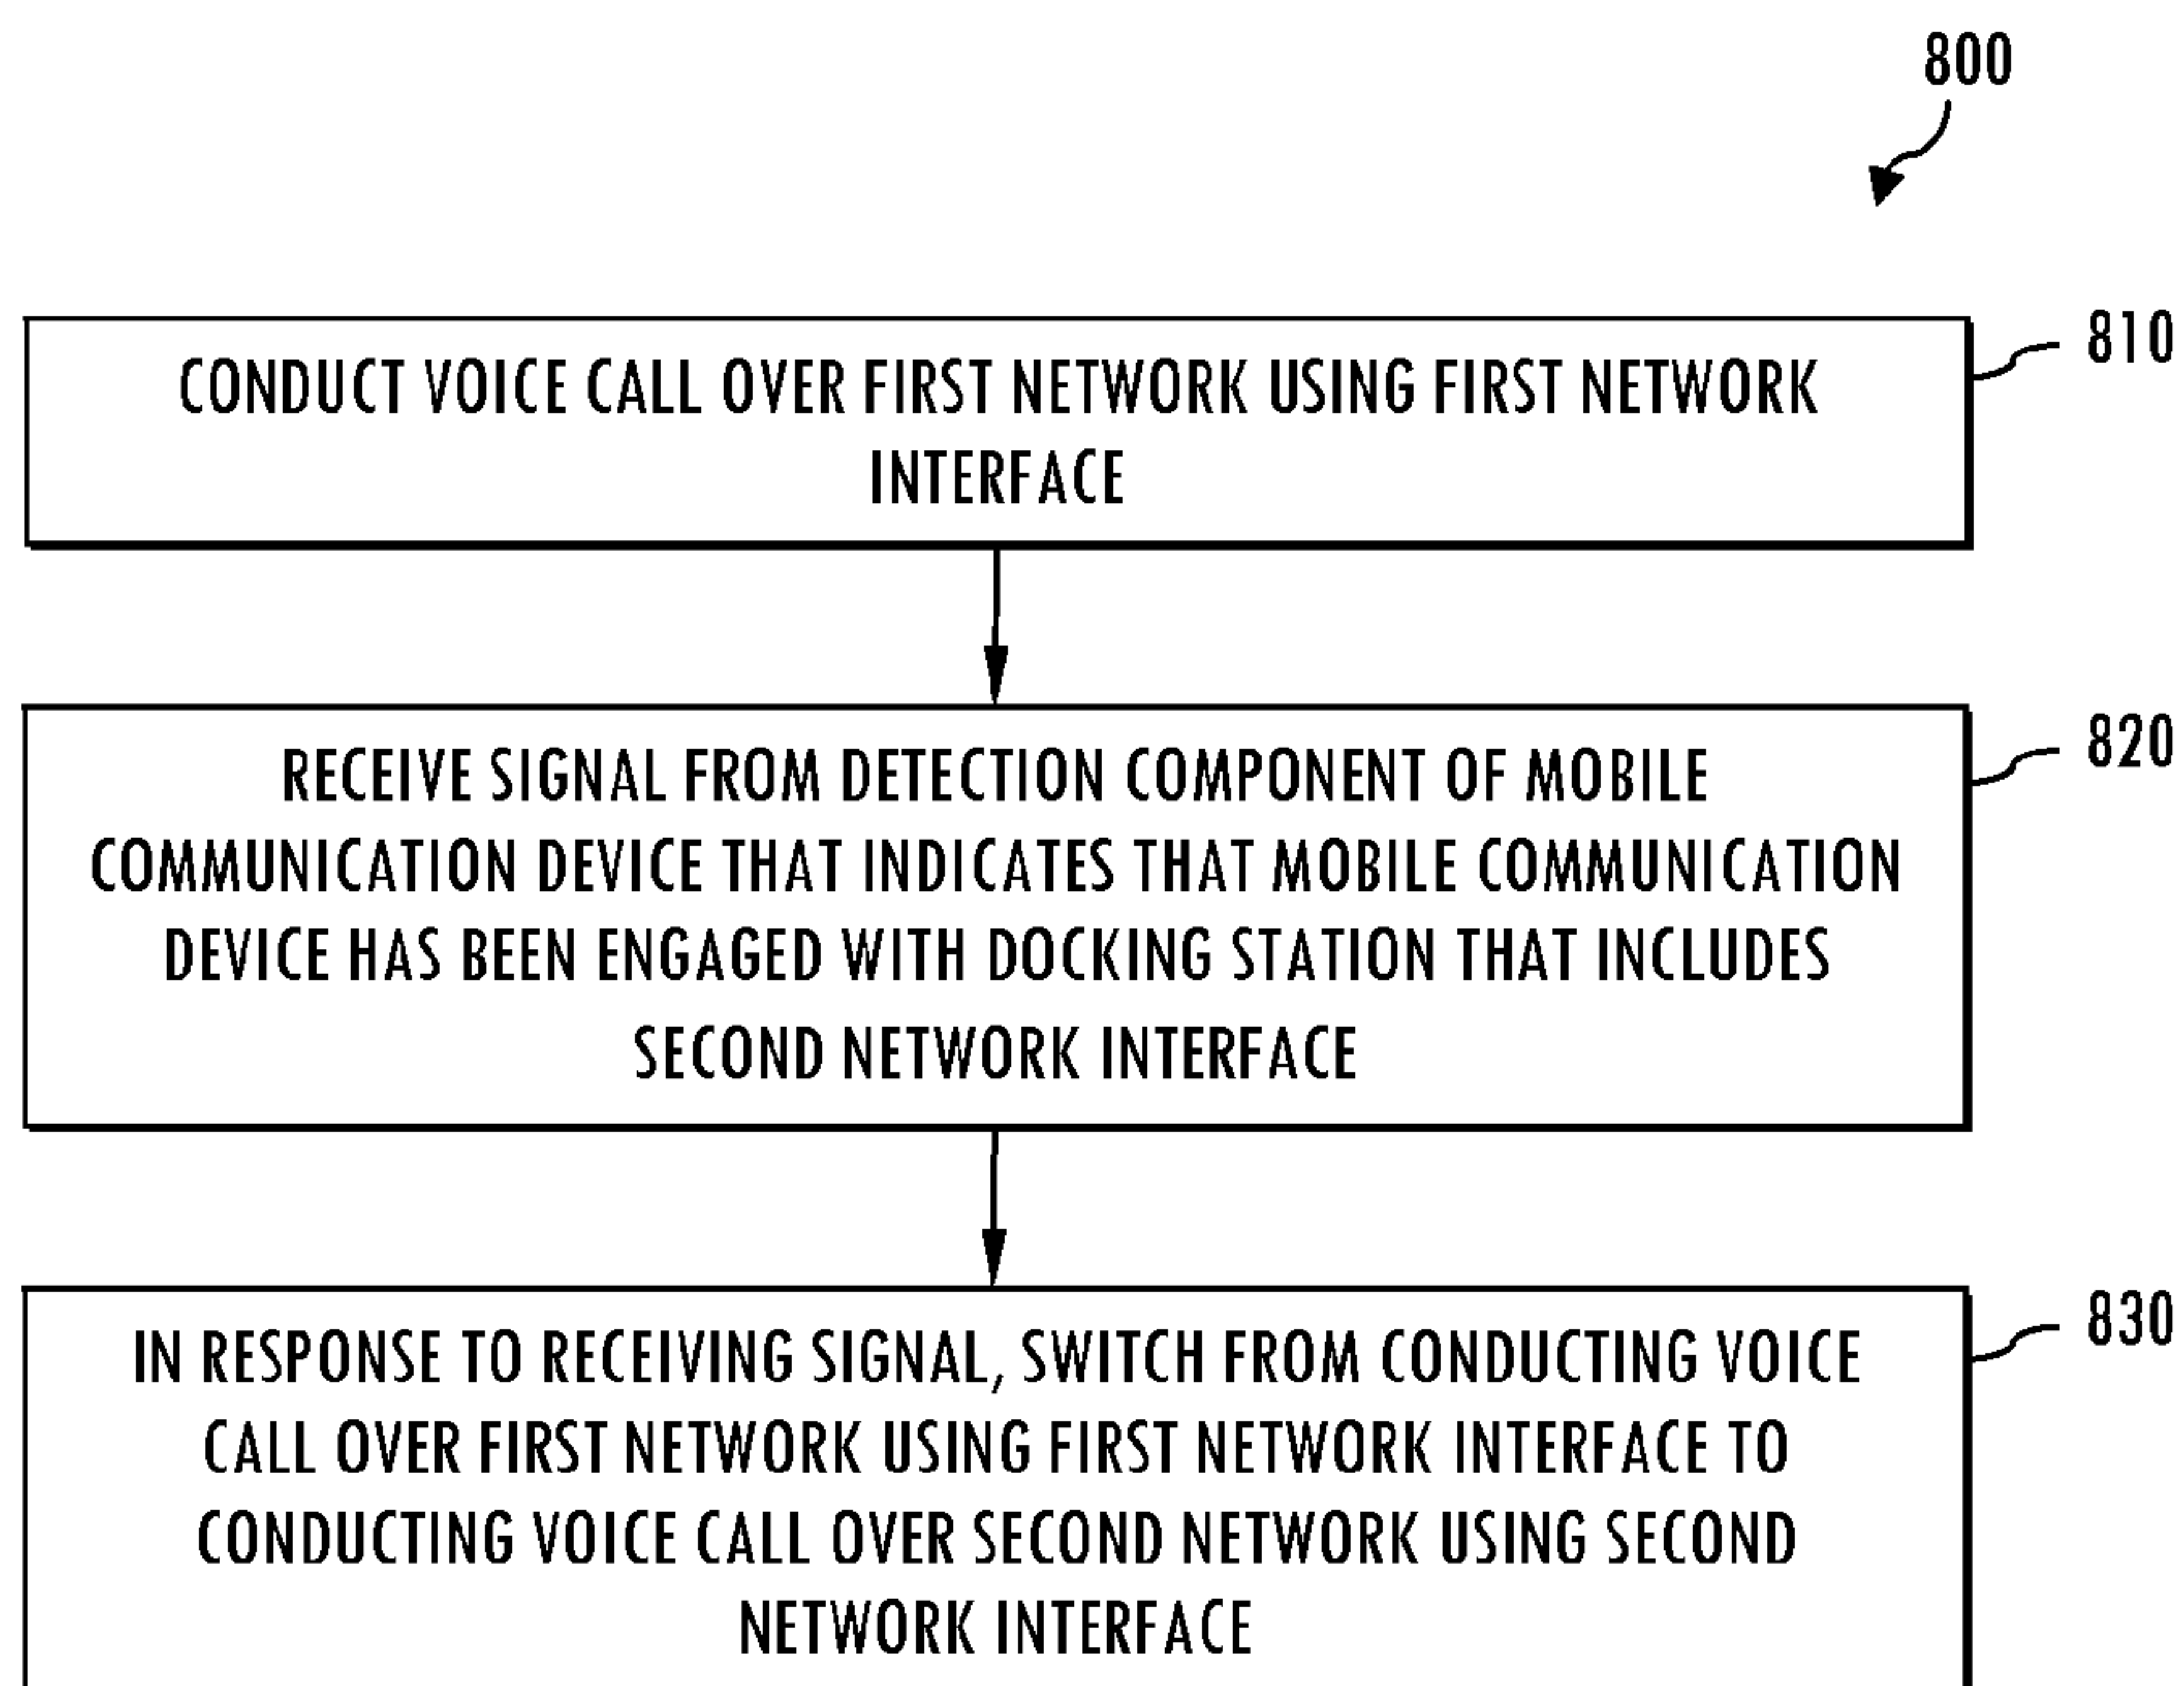 800
CONDUCT VOICE CALL OVER FIRST NETWORK USING FIRST NETWORK
INTERFACE
810
RECEIVE SIGNAL FROM DETECTION COMPONENT OF MOBILE
COMMUNICATION DEVICE THAT INDICATES THAT MOBILE COMMUNICATION
DEVICE HAS BEEN ENGAGED WITH DOCKING STATION THAT INCLUDES
SECOND NETWORK INTERFACE
820
IN RESPONSE TO RECEIVING SIGNAL, SWITCH FROM CONDUCTING VOICE
CALL OVER FIRST NETWORK USING FIRST NETWORK INTERFACE TO
CONDUCTING VOICE CALL OVER SECOND NETWORK USING SECOND
NETWORK INTERFACE
830